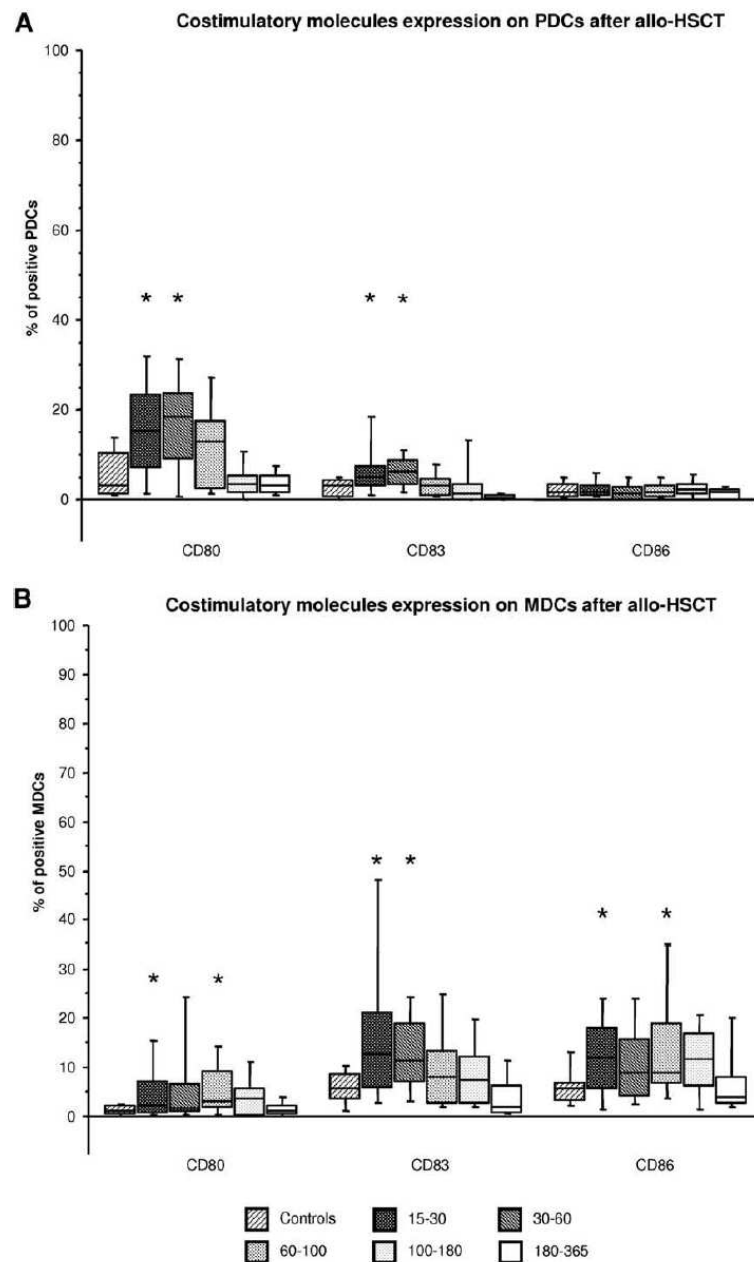 A
Costimulatory molecules expression on PDCs after allo-HSCT
100
80
60
40
20
0
% of positive PDCs
* * * *
CD80 CD83 CD86
B
Costimulatory molecules expression on MDCs after allo-HSCT
100
90
80
70
60
50
40
30
20
10
0
% of positive MDCs
* * * * * *
CD80 CD83 CD86
Controls 15-30 30-60
60-100 100-180 180-365